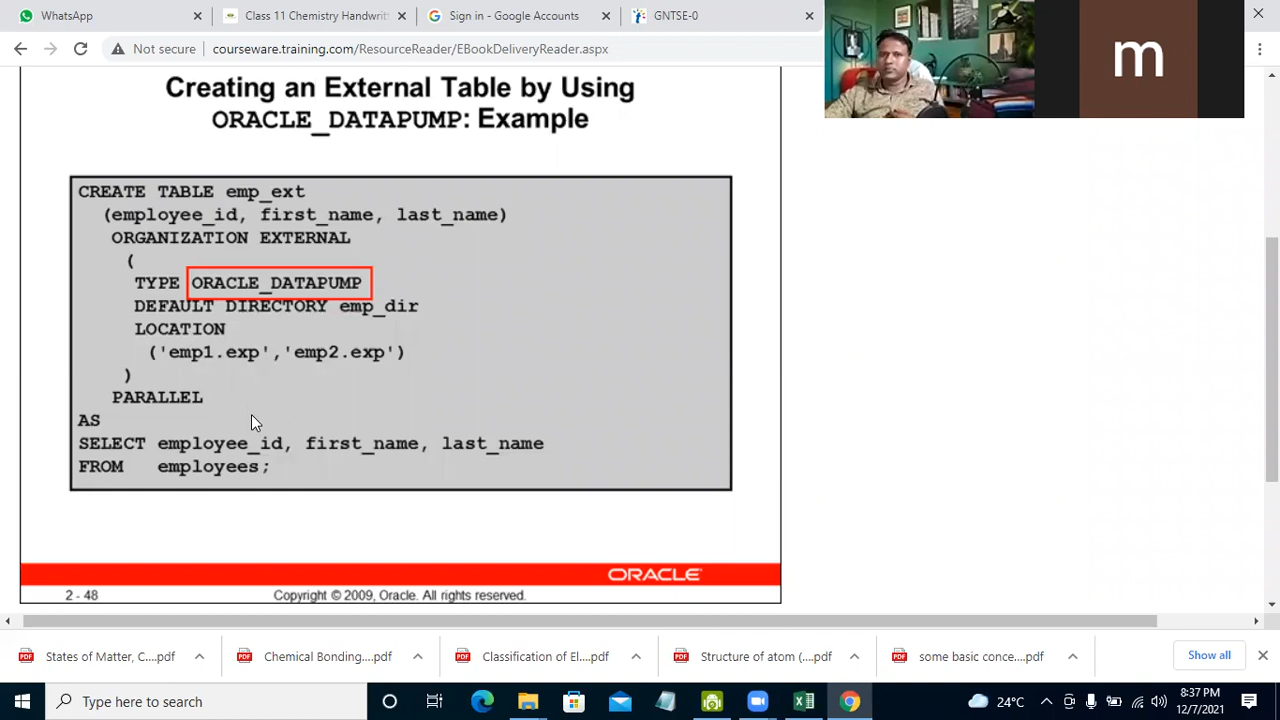 WhatsApp
Class 11 Chemistry Handwrit
Sign in - Google Accounts
GNTSE-0
Not secure
courseware.training.com/ResourceReader/EBookDeliveryReader.aspx
m
Creating an External Table by Using
ORACLE_DATAPUMP: Example
CREATE TABLE emp_ext
(employee_id, first_name, last_name)
ORGANIZATION EXTERNAL
(
TYPE ORACLE_DATAPUMP
DEFAULT DIRECTORY emp_dir
LOCATION
('emp1.exp','emp2.exp')
)
PARALLEL
AS
SELECT employee_id, first_name, last_name
FROM employees;
ORACLE
2 - 48
Copyright © 2009, Oracle. All rights reserved.
States of Matter, C....pdf
Chemical Bonding....pdf
Classification of El....pdf
Structure of atom (....pdf
some basic conce....pdf
Show all
Type here to search
24°C
8:37 PM
12/7/2021